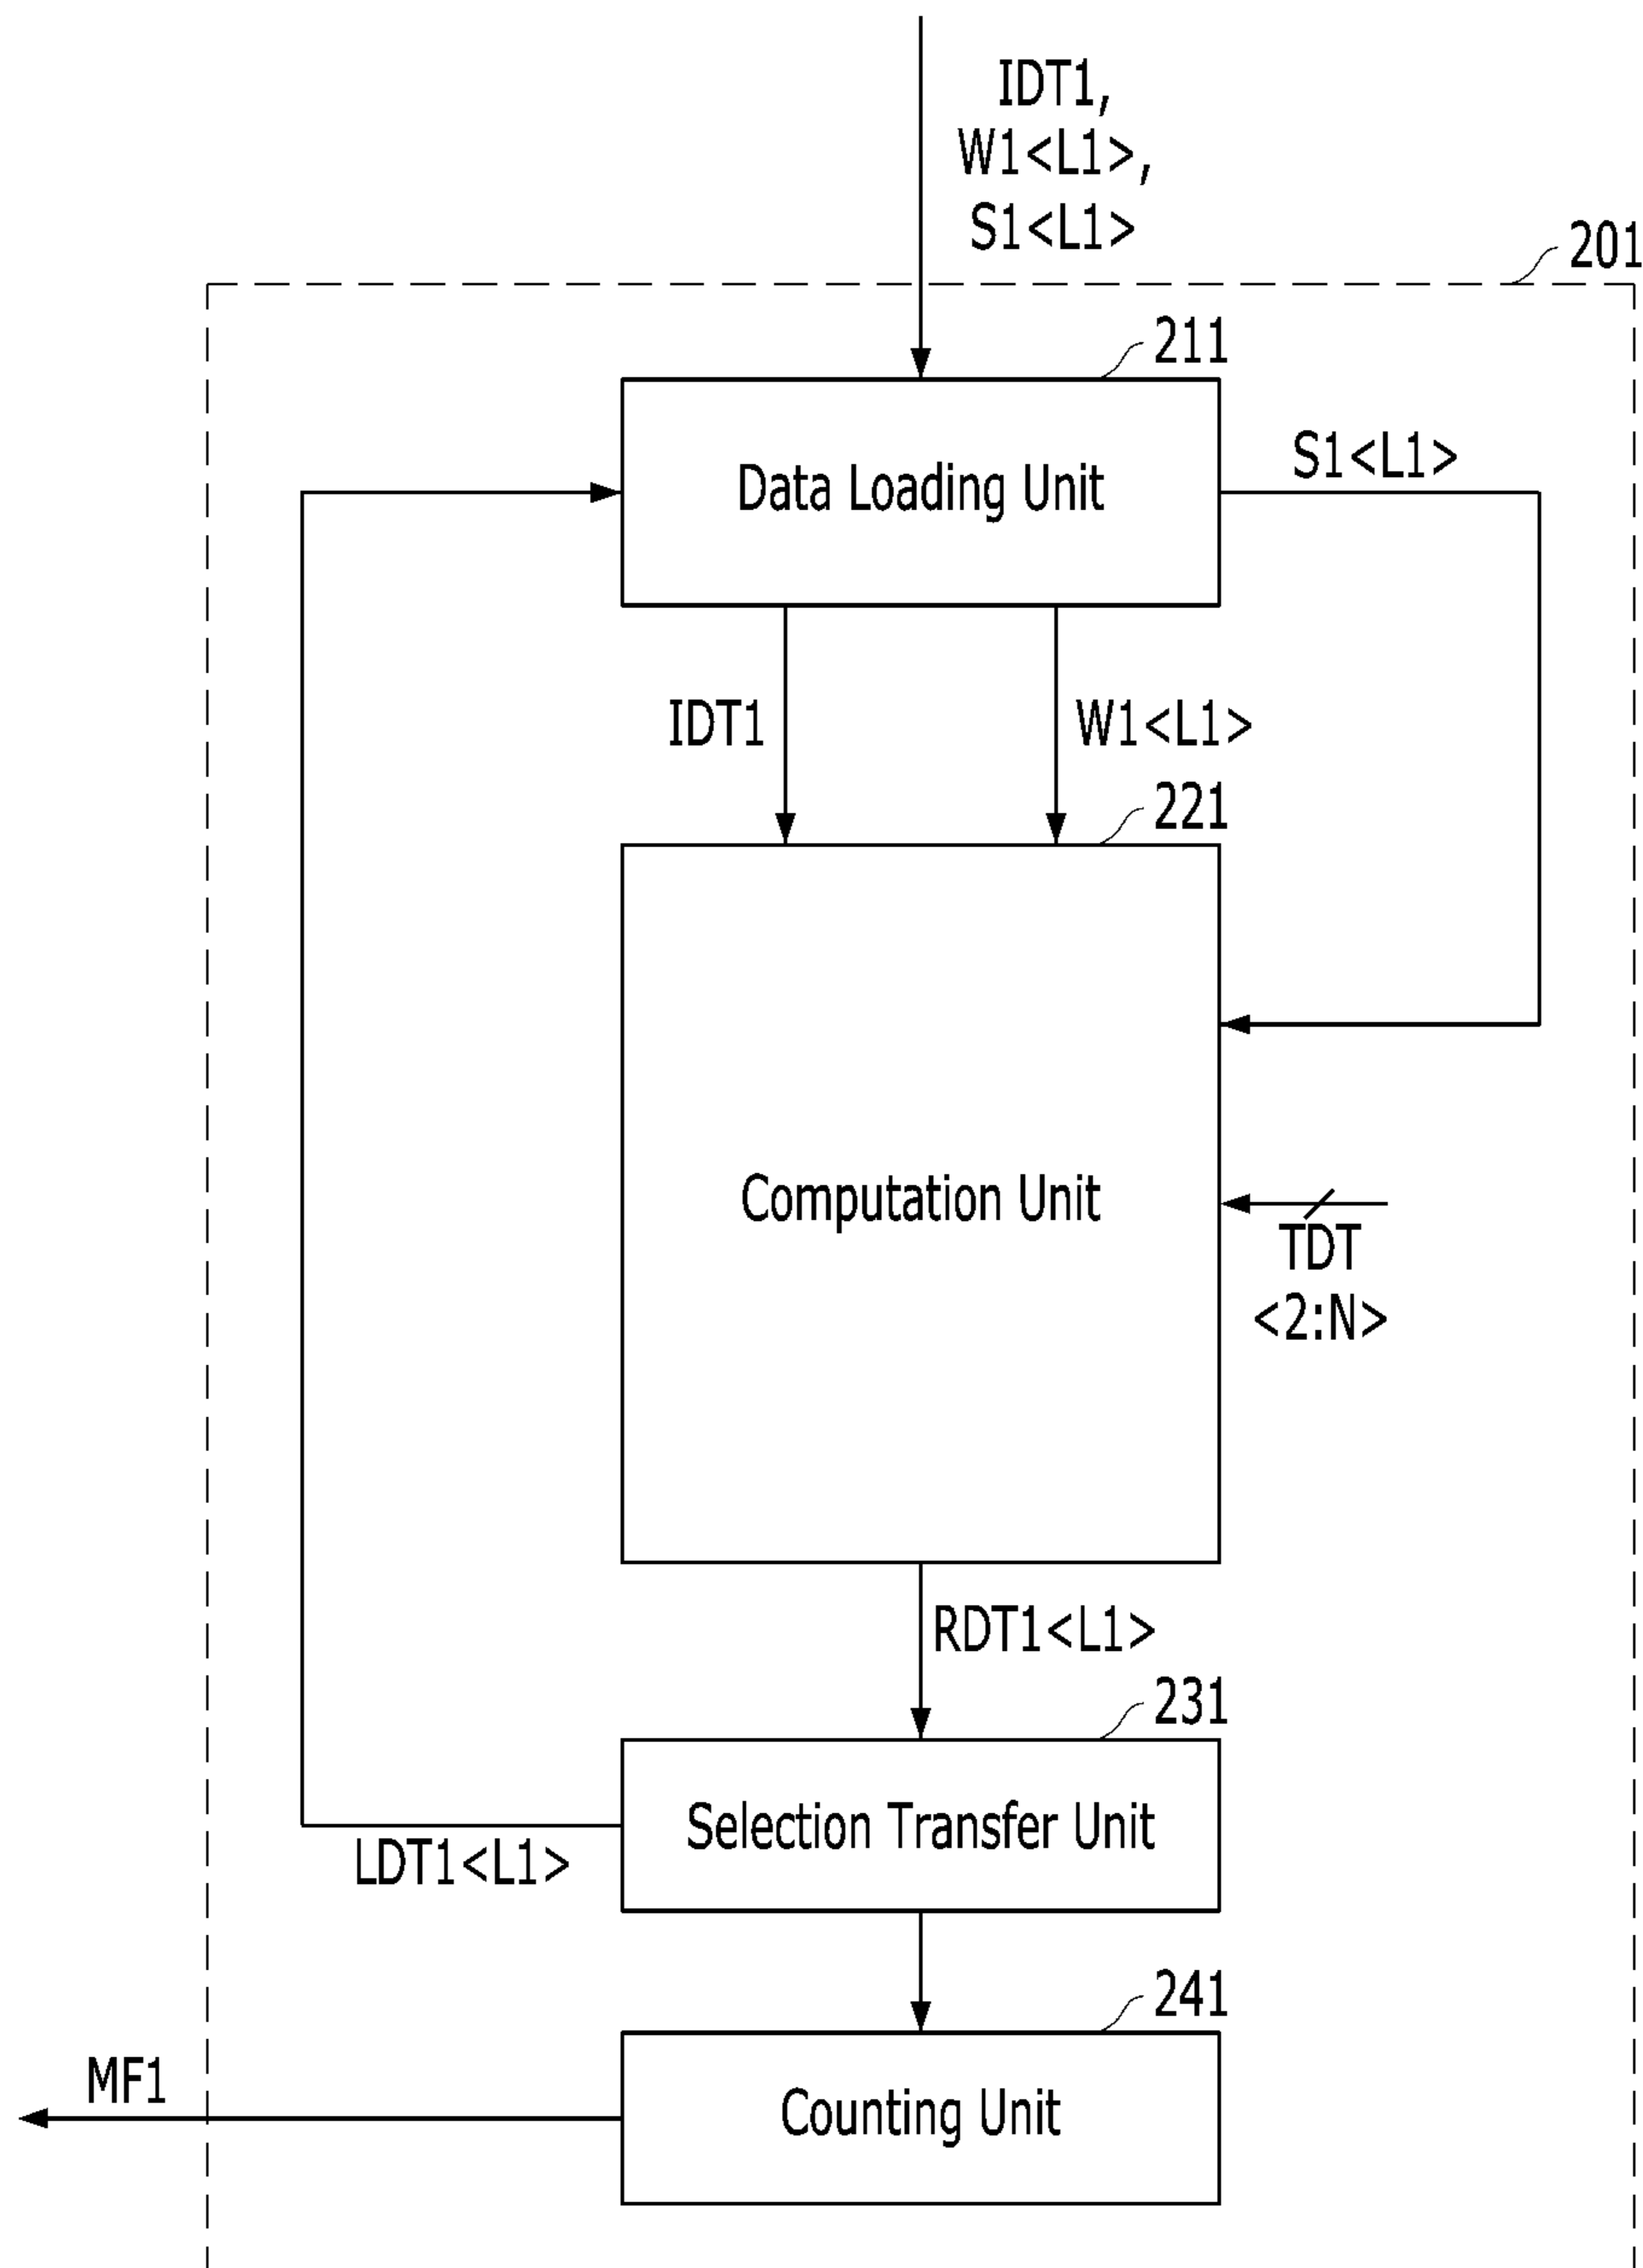 IDT1,
W1<L1>,
S1<L1>
201
211
Data Loading Unit
S1<L1>
IDT1
W1<L1>
221
Computation Unit
TDT
<2:N>
RDT1<L1>
231
Selection Transfer Unit
LDT1<L1>
241
Counting Unit
MF1